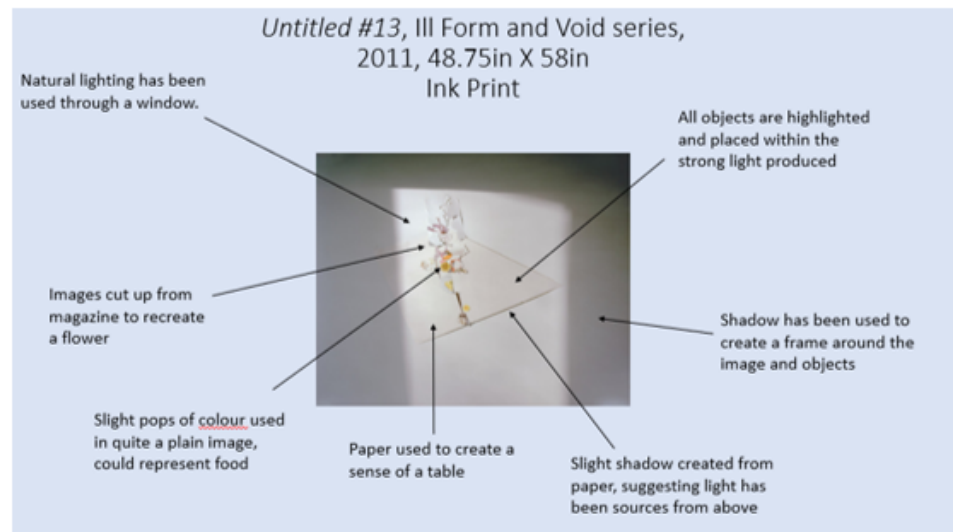 Untitled #13, Ill Form and Void series,
2011, 48.75in X 58in
Ink Print
Natural lighting has been
used through a window.
All objects are highlighted
and placed within the
strong light produced
Images cut up from
magazine to recreate
a flower
Shadow has been used to
create a frame around the
image and objects
Slight pops of colour used
in quite a plain image,
could represent food
Paper used to create a
sense of a table
Slight shadow created from
paper, suggesting light has
been sources from above